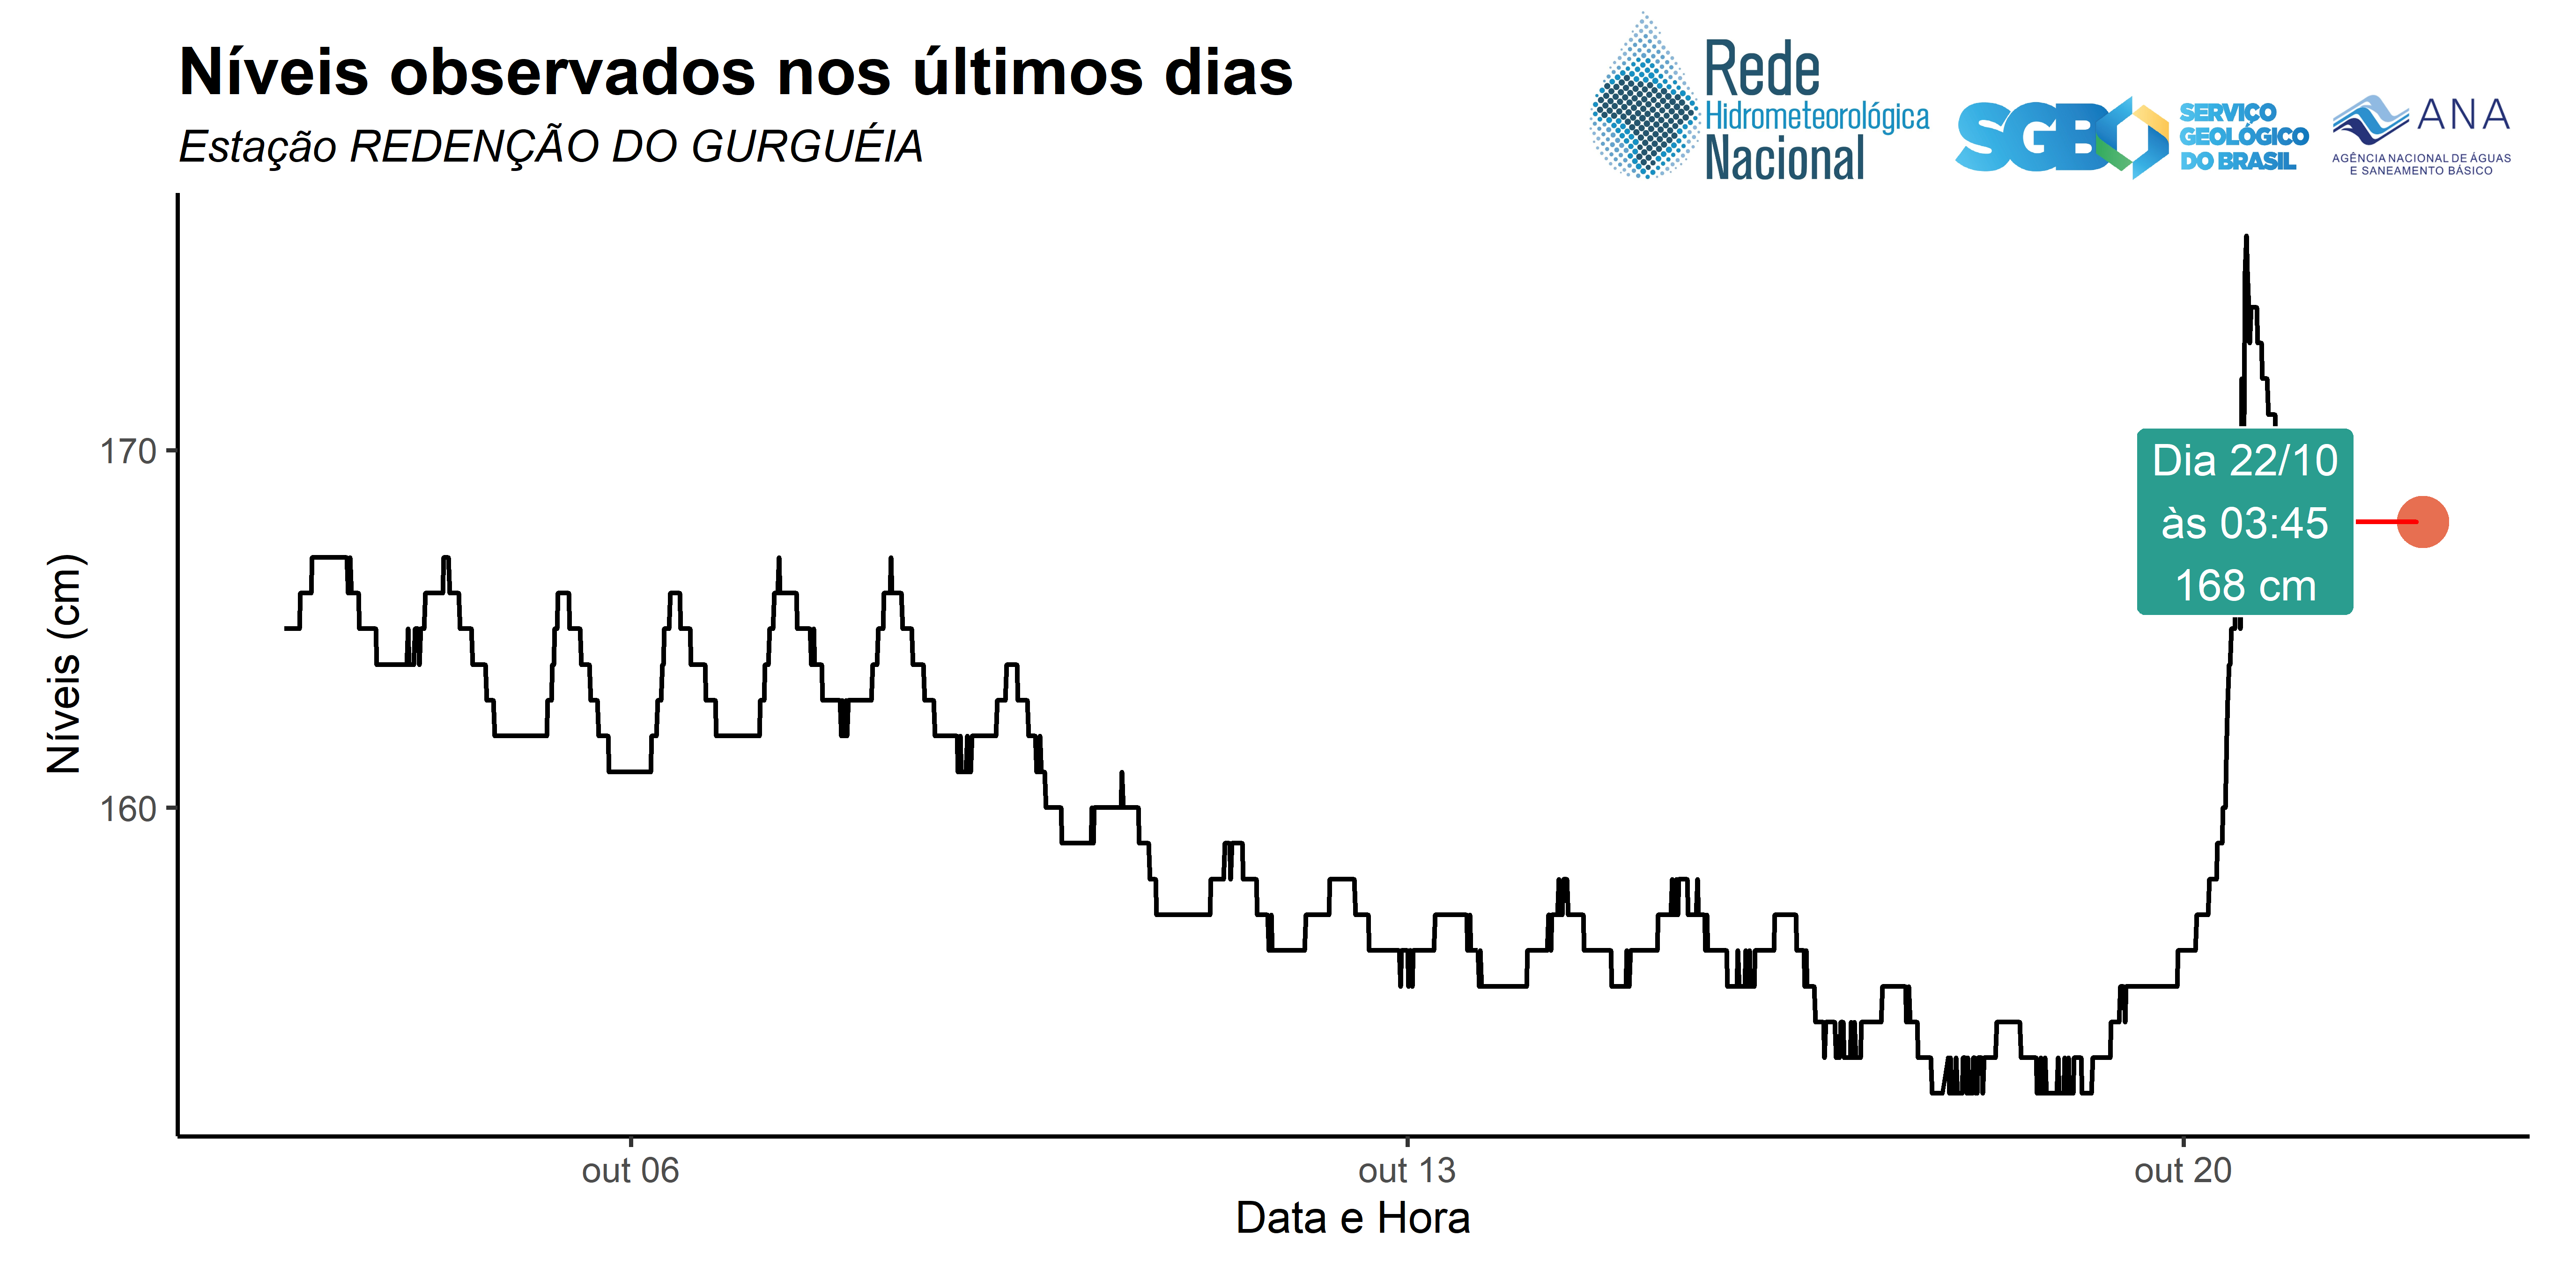 Níveis observados nos últimos dias
Estação REDENÇÃO DO GURGUÉIA
Rede
Hidrometeorológica
Nacional
SGB
SERVIÇO
GEOLÓGICO
DO BRASIL
ANA
AGÊNCIA NACIONAL DE ÁGUAS
E SANEAMENTO BÁSICO
Níveis (cm)
170
160
Dia 22/10
às 03:45
168 cm
out 06
out 13
out 20
Data e Hora